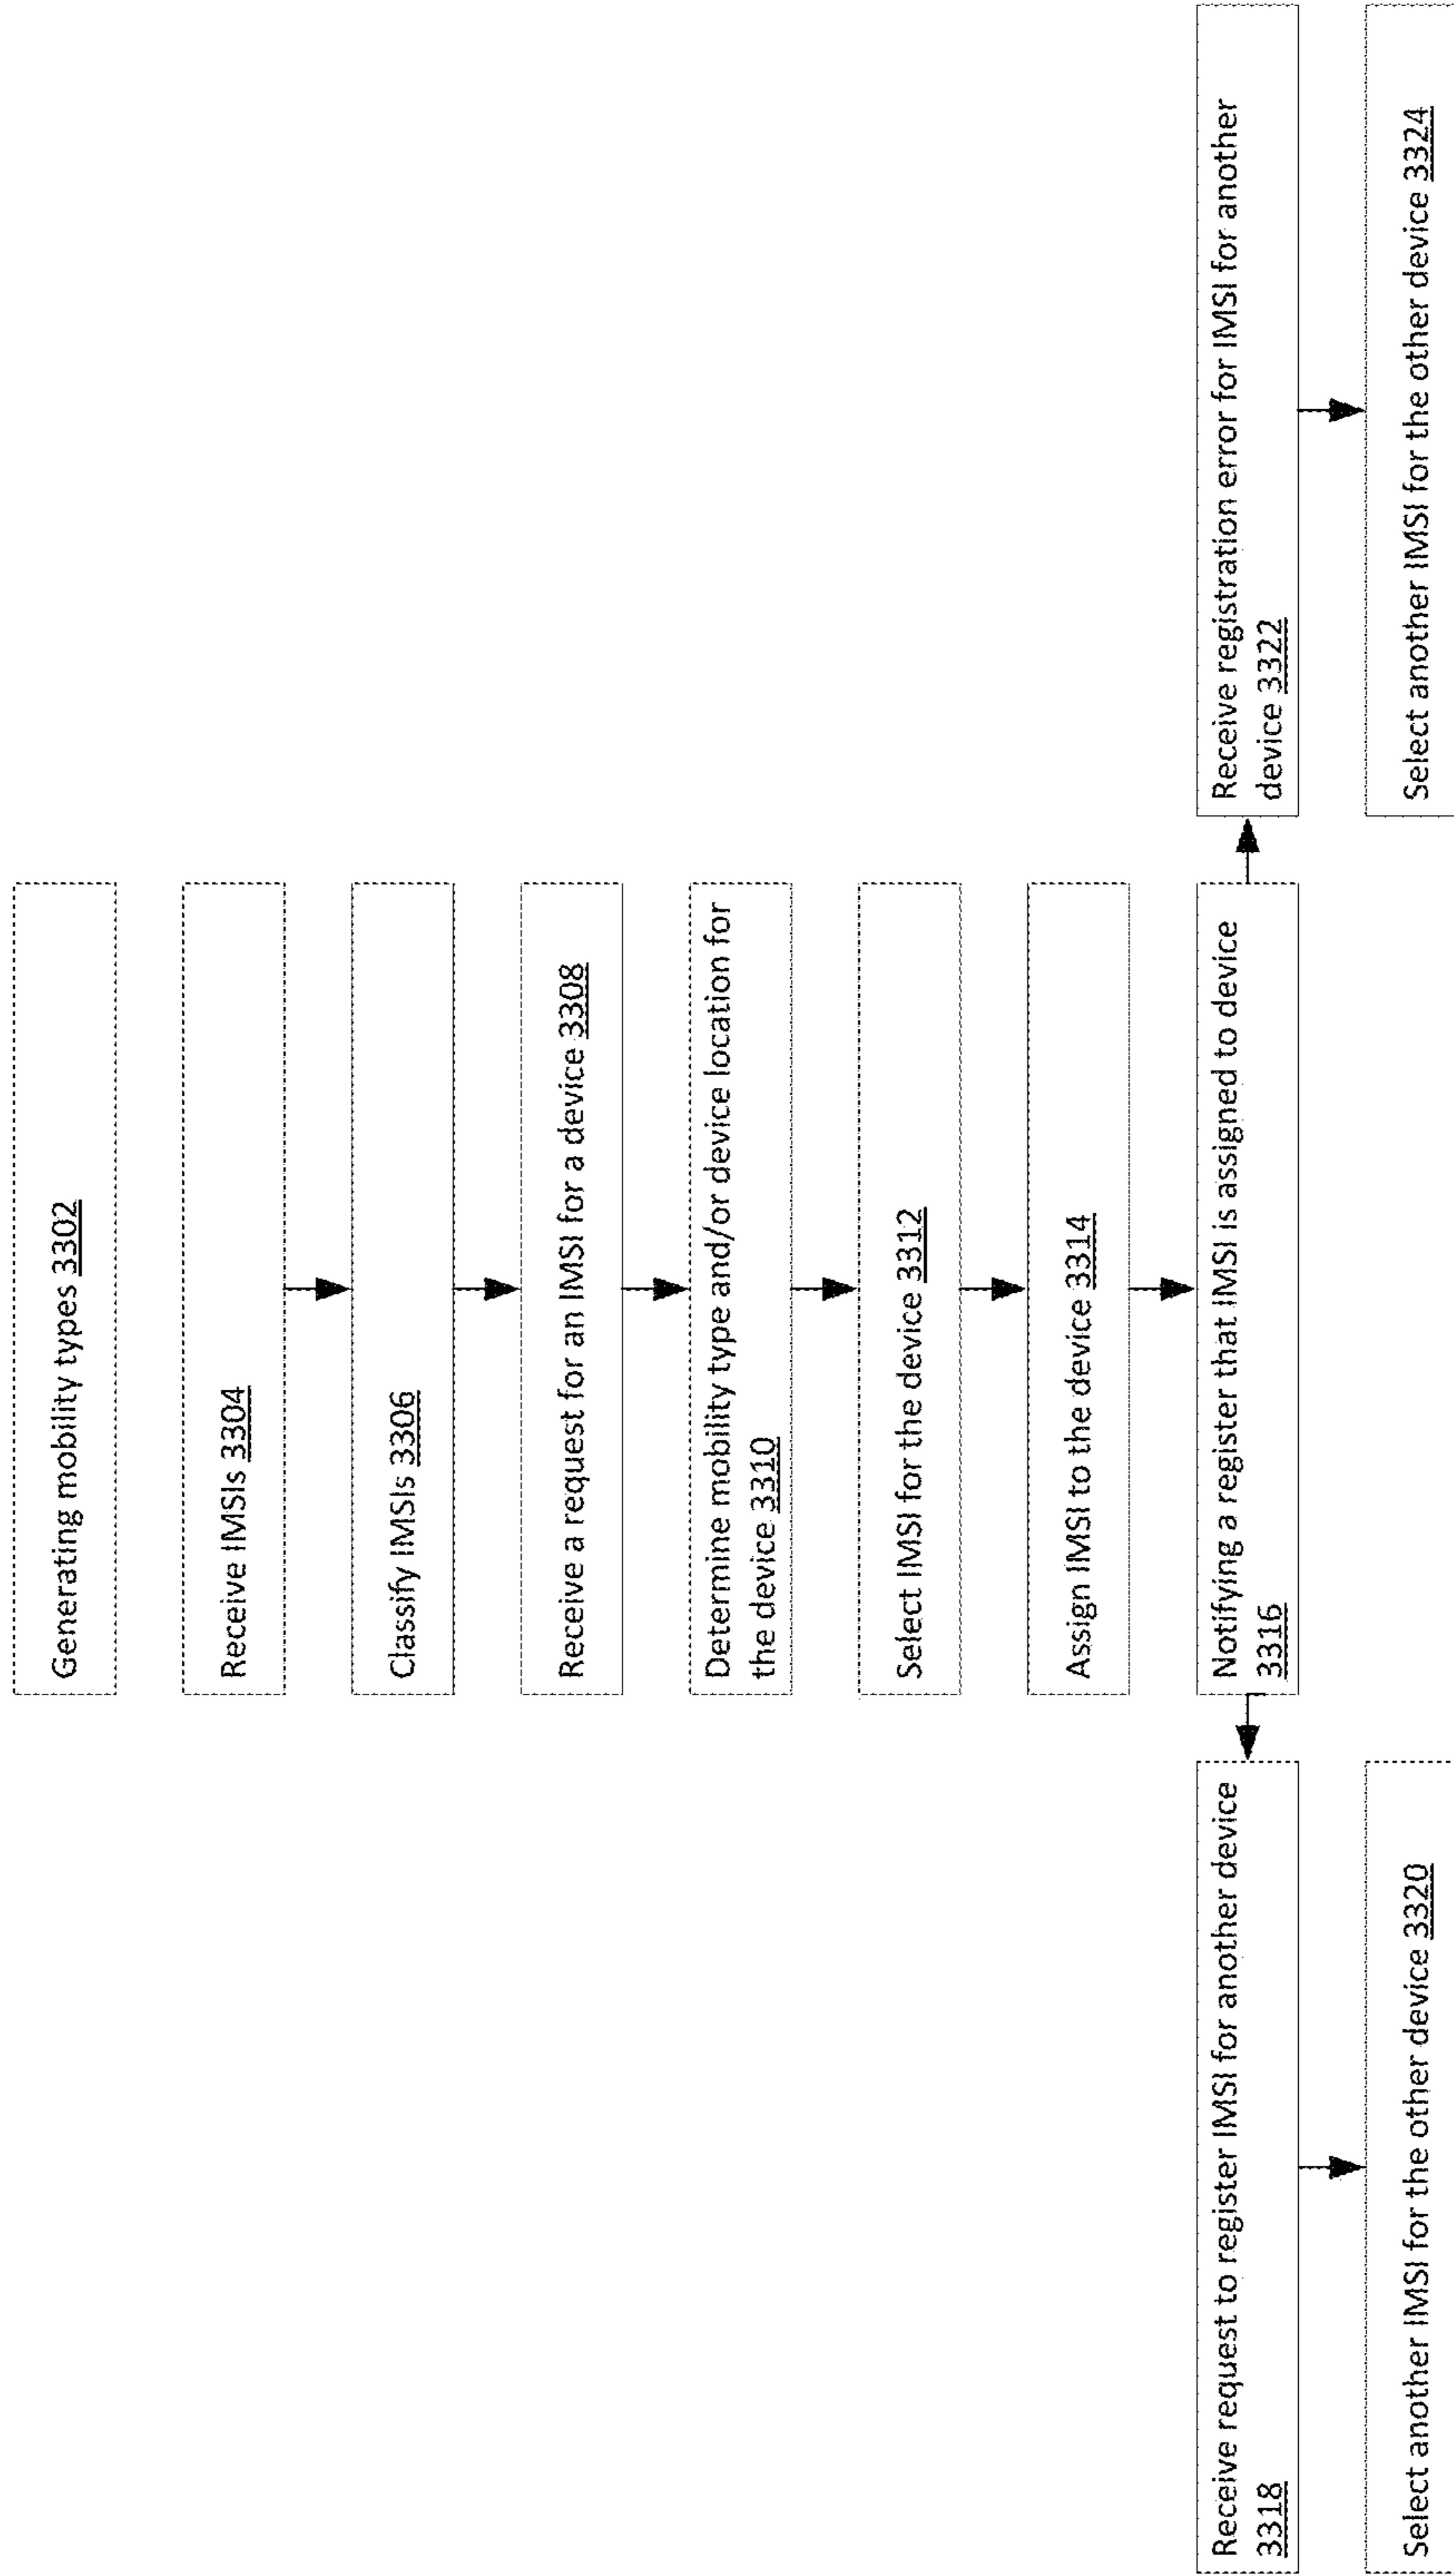 Generating mobility types 3302
Receive IMSIs 3304
Classify IMSIs 3306
Receive a request for an IMSI for a device 3308
Determine mobility type and/or device location for
the device 3310
Select IMSI for the device 3312
Assign IMSI to the device 3314
Notifying a register that IMSI is assigned to device
3316
Receive request to register IMSI for another device
3318
Select another IMSI for the other device 3320
Receive registration error for IMSI for another
device 3322
Select another IMSI for the other device 3324